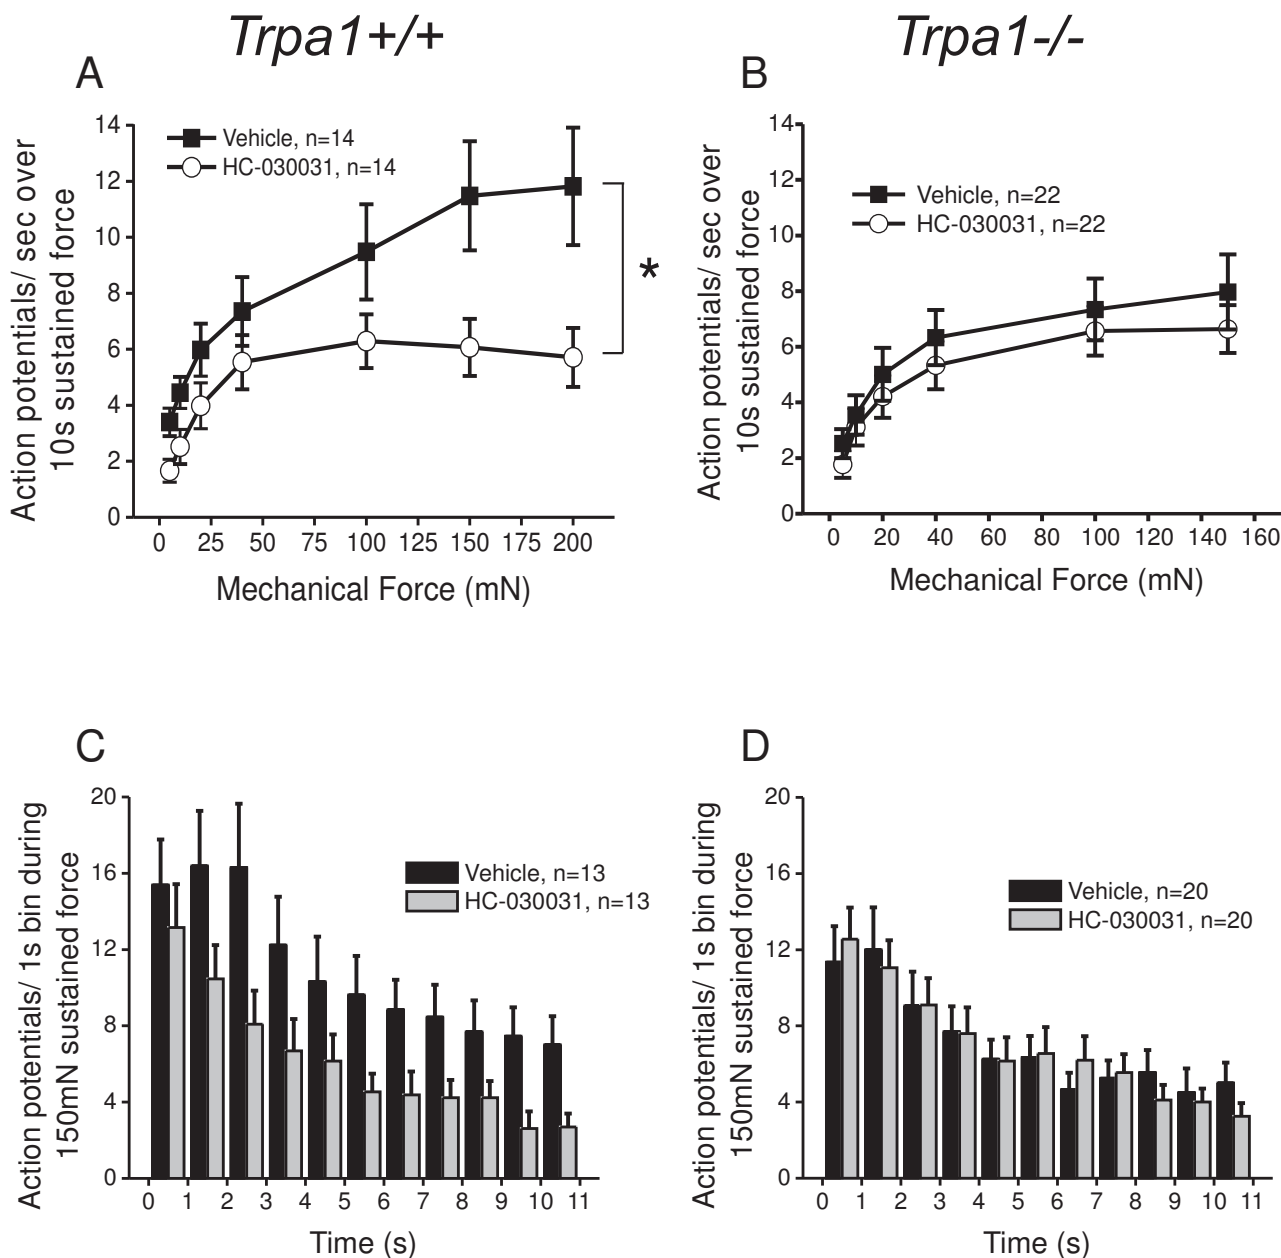 Trpa1+/+
Trpa1-/-
A
Action potentials/ sec over
10s sustained force
14
12
10
8
6
4
2
0
Vehicle, n=14
HC-030031, n=14
*
0 25 50 75 100 125 150 175 200
Mechanical Force (mN)
B
Action potentials/ sec over
10s sustained force
14
12
10
8
6
4
2
0
Vehicle, n=22
HC-030031, n=22
0 20 40 60 80 100 120 140 160
Mechanical Force (mN)
C
Action potentials/ 1s bin during
150mN sustained force
20
16
12
8
4
0
Vehicle, n=13
HC-030031, n=13
0 1 2 3 4 5 6 7 8 9 10 11
Time (s)
D
Action potentials/ 1s bin during
150mN sustained force
20
16
12
8
4
0
Vehicle, n=20
HC-030031, n=20
0 1 2 3 4 5 6 7 8 9 10 11
Time (s)